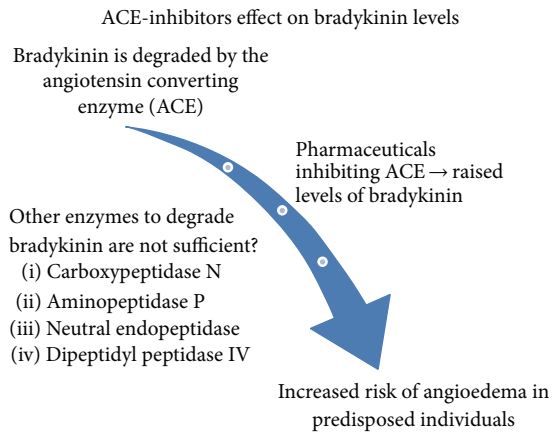 ACE-inhibitors effect on bradykinin levels
Bradykinin is degraded by the
angiotensin converting
enzyme (ACE)
Pharmaceuticals
inhibiting ACE → raised
levels of bradykinin
Other enzymes to degrade
bradykinin are not sufficient?
(i) Carboxypeptidase N
(ii) Aminopeptidase P
(iii) Neutral endopeptidase
(iv) Dipeptidyl peptidase IV
Increased risk of angioedema in
predisposed individuals